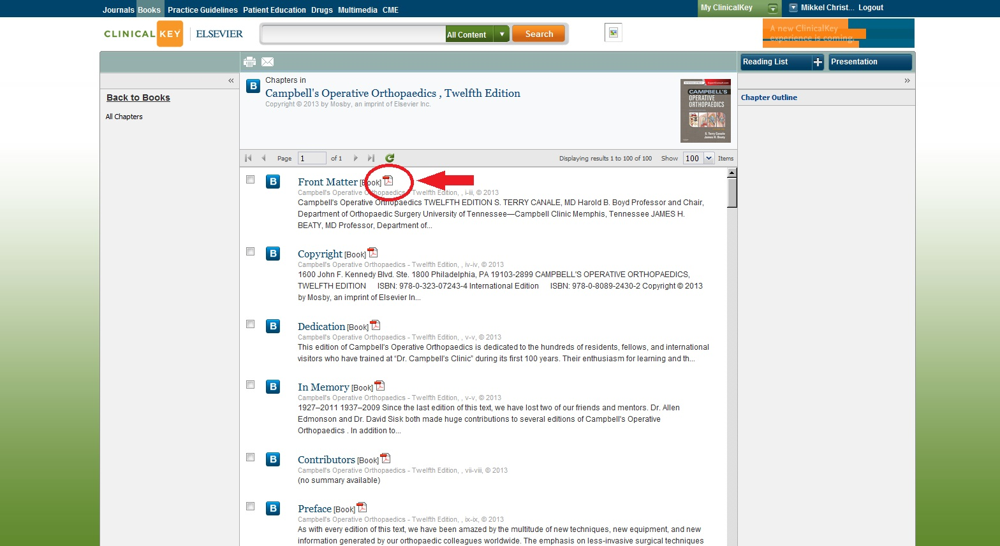 Journals Books Practice Guidelines Patient Education Drugs Multimedia CME
My ClinicalKey
Mikkel Christ... Logout
CLINICAL KEY ELSEVIER
All Content
Search
A new ClinicalKey
experience is coming.
Reading List
Presentation
Back to Books
All Chapters
B
Chapters in
Campbell's Operative Orthopaedics , Twelfth Edition
Copyright © 2013 by Mosby, an imprint of Elsevier Inc.
CAMPBELL'S
OPERATIVE
ORTHOPAEDICS
S. Terry Canale
James H. Beaty
Chapter Outline
Page 1 of 1
Displaying results 1 to 100 of 100 Show 100 Items
B
Front Matter [Book]
Campbell's Operative Orthopaedics - Twelfth Edition, , i-iii, © 2013
Campbell's Operative Orthopaedics TWELFTH EDITION S. TERRY CANALE, MD Harold B. Boyd Professor and Chair,
Department of Orthopaedic Surgery University of Tennessee—Campbell Clinic Memphis, Tennessee JAMES H.
BEATY, MD Professor, Department of...
B
Copyright [Book]
Campbell's Operative Orthopaedics - Twelfth Edition, , iv-iv, © 2013
1600 John F. Kennedy Blvd. Ste. 1800 Philadelphia, PA 19103-2899 CAMPBELL'S OPERATIVE ORTHOPAEDICS,
TWELFTH EDITION ISBN: 978-0-323-07243-4 International Edition ISBN: 978-0-8089-2430-2 Copyright © 2013
by Mosby, an imprint of Elsevier In...
B
Dedication [Book]
Campbell's Operative Orthopaedics - Twelfth Edition, , v-v, © 2013
This edition of Campbell's Operative Orthopaedics is dedicated to the hundreds of residents, fellows, and international
visitors who have trained at “Dr. Campbell's Clinic” during its first 100 years. Their enthusiasm for learning and th...
B
In Memory [Book]
Campbell's Operative Orthopaedics - Twelfth Edition, , v-v, © 2013
1927–2011 1937–2009 Since the last edition of this text, we have lost two of our friends and mentors. Dr. Allen
Edmonson and Dr. David Sisk both made huge contributions to several editions of Campbell's Operative
Orthopaedics . In addition to...
B
Contributors [Book]
Campbell's Operative Orthopaedics - Twelfth Edition, , vii-viii, © 2013
(no summary available)
B
Preface [Book]
Campbell's Operative Orthopaedics - Twelfth Edition, , ix-ix, © 2013
As with every edition of this text, we have been amazed by the multitude of new techniques, new equipment, and new
information generated by our orthopaedic colleagues worldwide. The emphasis on less-invasive surgical techniques